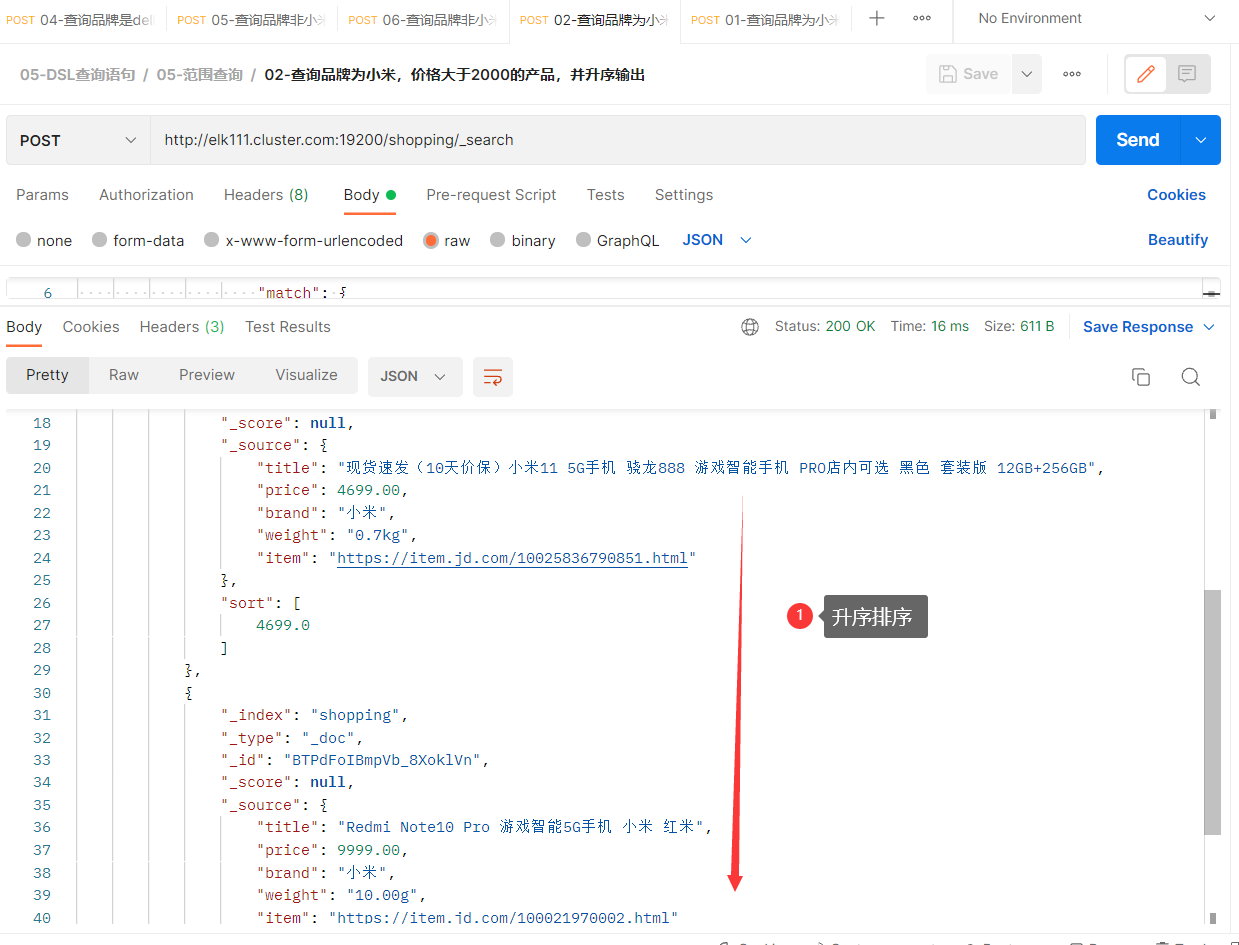 POST 04-查询品牌是del POST 05-查询品牌非小米 POST 06-查询品牌非小米 POST 02-查询品牌为小米 POST 01-查询品牌为小米 No Environment
05-DSL查询语句 / 05-范围查询 / 02-查询品牌为小米，价格大于2000的产品，并升序输出 Save
POST http://elk111.cluster.com:19200/shopping/_search Send
Params Authorization Headers (8) Body Pre-request Script Tests Settings Cookies
none form-data x-www-form-urlencoded raw binary GraphQL JSON Beautify
6 "match": {
Body Cookies Headers (3) Test Results Status: 200 OK Time: 16 ms Size: 611 B Save Response
Pretty Raw Preview Visualize JSON
18 "_score": null,
19 "_source": {
20 "title": "现货速发（10天价保）小米11 5G手机 骁龙888 游戏智能手机 PRO店内可选 黑色 套装版 12GB+256GB",
21 "price": 4699.00,
22 "brand": "小米",
23 "weight": "0.7kg",
24 "item": "https://item.jd.com/10025836790851.html"
25 },
26 "sort": [
1 升序排序
27 4699.0
28 ]
29 },
30 {
31 "_index": "shopping",
32 "_type": "_doc",
33 "_id": "BTPdFoIBmpVb_8XoklVn",
34 "_score": null,
35 "_source": {
36 "title": "Redmi Note10 Pro 游戏智能5G手机 小米 红米",
37 "price": 9999.00,
38 "brand": "小米",
39 "weight": "10.00g",
40 "item": "https://item.jd.com/100021970002.html"